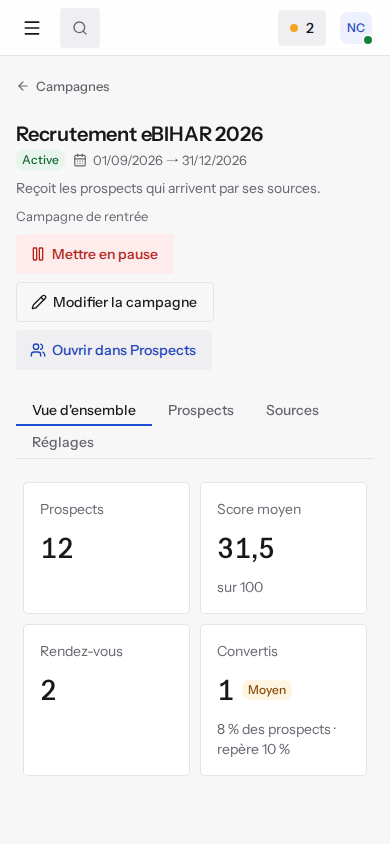 2
NC
Campagnes
Recrutement eBIHAR 2026
Active 01/09/2026 → 31/12/2026
Reçoit les prospects qui arrivent par ses sources.
Campagne de rentrée
Mettre en pause
Modifier la campagne
Ouvrir dans Prospects
Vue d'ensemble Prospects Sources
Réglages
Prospects
12
Score moyen
31,5
sur 100
Rendez-vous
2
Convertis
1 Moyen
8 % des prospects ·
repère 10 %